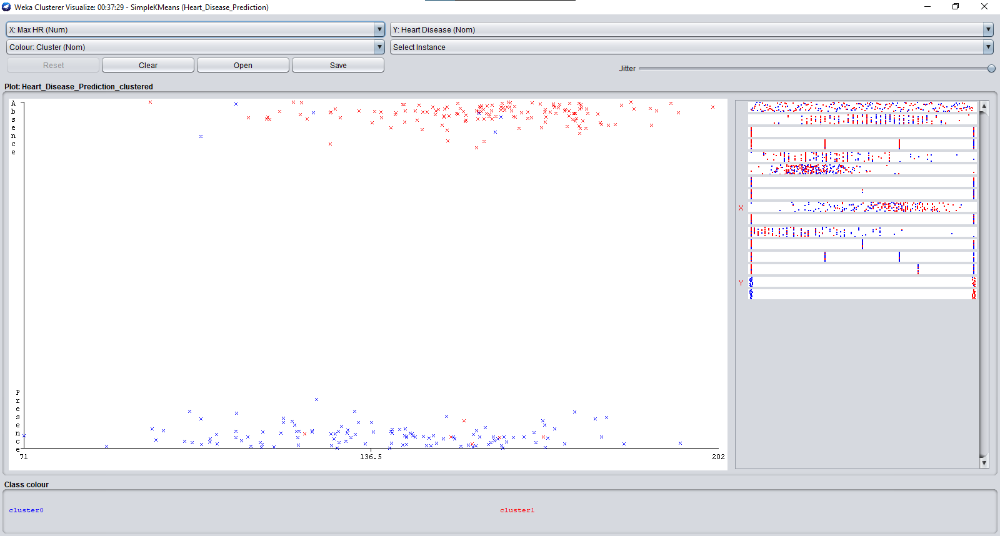 Weka Clusterer Visualize: 00:37:29 - SimpleKMeans (Heart_Disease_Prediction)
X: Max HR (Num)
Y: Heart Disease (Nom)
Colour: Cluster (Nom)
Select Instance
Reset
Clear
Open
Save
Jitter
Plot: Heart_Disease_Prediction_clustered
Absence
Presence
71
136.5
202
X
Y
Class colour
cluster0
cluster1